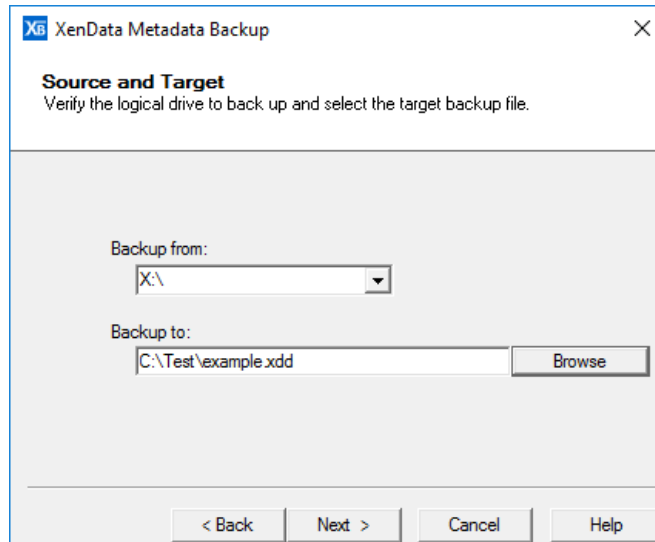 XB XenData Metadata Backup
Source and Target
Verify the logical drive to back up and select the target backup file.
Backup from:
X:\
Backup to:
C:\Test\example.xdd
Browse
< Back
Next >
Cancel
Help